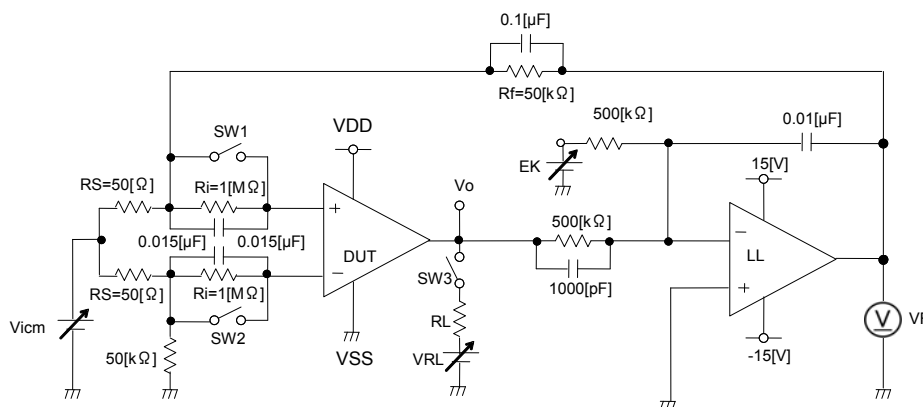 0.1[μF]
Rf=50[kΩ]
SW1
VDD
500[kΩ]
0.01[μF]
EK
15[V]
RS=50[Ω]
Ri=1[MΩ]
Vo
0.015[μF]
0.015[μF]
DUT
500[kΩ]
LL
SW3
1000[pF]
RS=50[Ω]
Ri=1[MΩ]
Vicm
SW2
RL
V
50[kΩ]
VSS
VRL
-15[V]